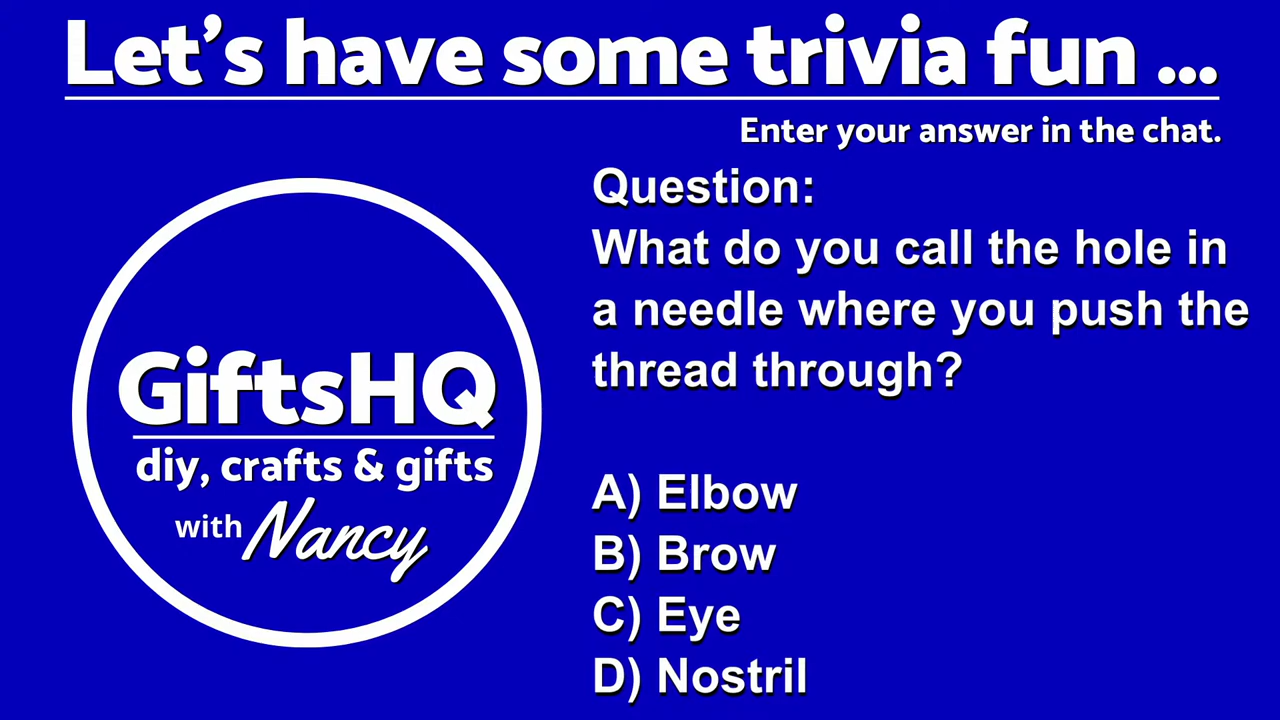 Let's have some trivia fun ...
Enter your answer in the chat.
GiftsHQ
diy, crafts & gifts
with Nancy
Question:
What do you call the hole in
a needle where you push the
thread through?
A) Elbow
B) Brow
C) Eye
D) Nostril